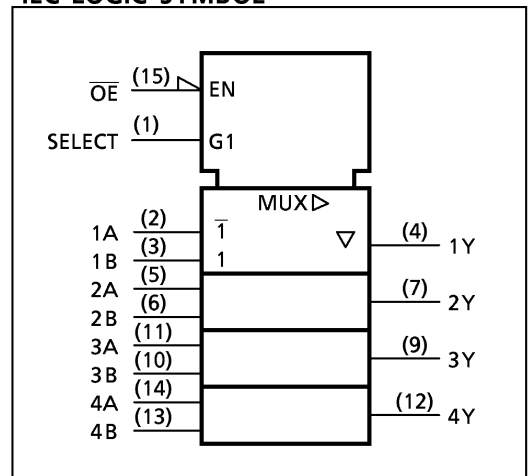 IEC LOGIC SYMBOL
O̅E̅ (15) EN
SELECT (1) G1
MUX▷
1A (2) 1̅ ▽ (4) 1Y
1B (3) 1
2A (5) (7) 2Y
2B (6)
3A (11) (9) 3Y
3B (10)
4A (14) (12) 4Y
4B (13)